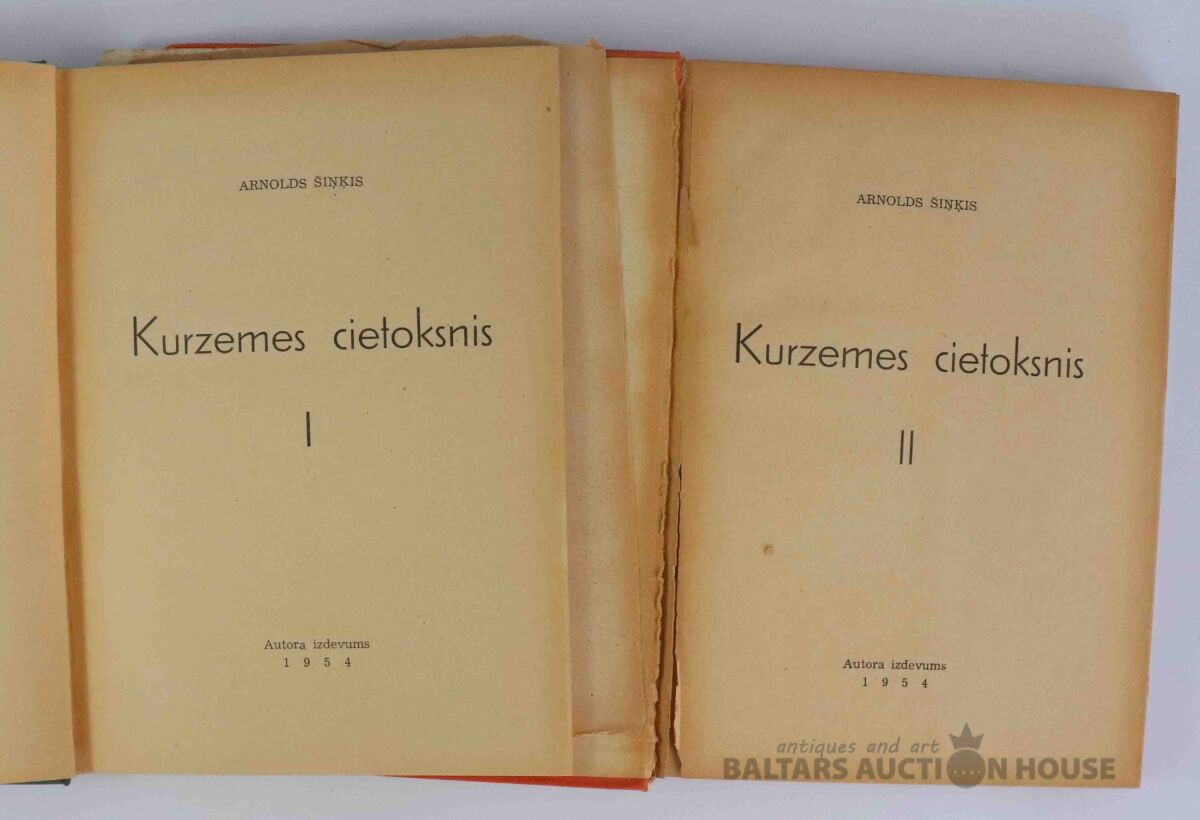 ARNOLDS ŠIŅĶIS
Kurzemes cietoksnis
I
Autora izdevums
1954
ARNOLDS ŠIŅĶIS
Kurzemes cietoksnis
II
Autora izdevums
1954
antiques and art
BALTARS AUCTION HOUSE